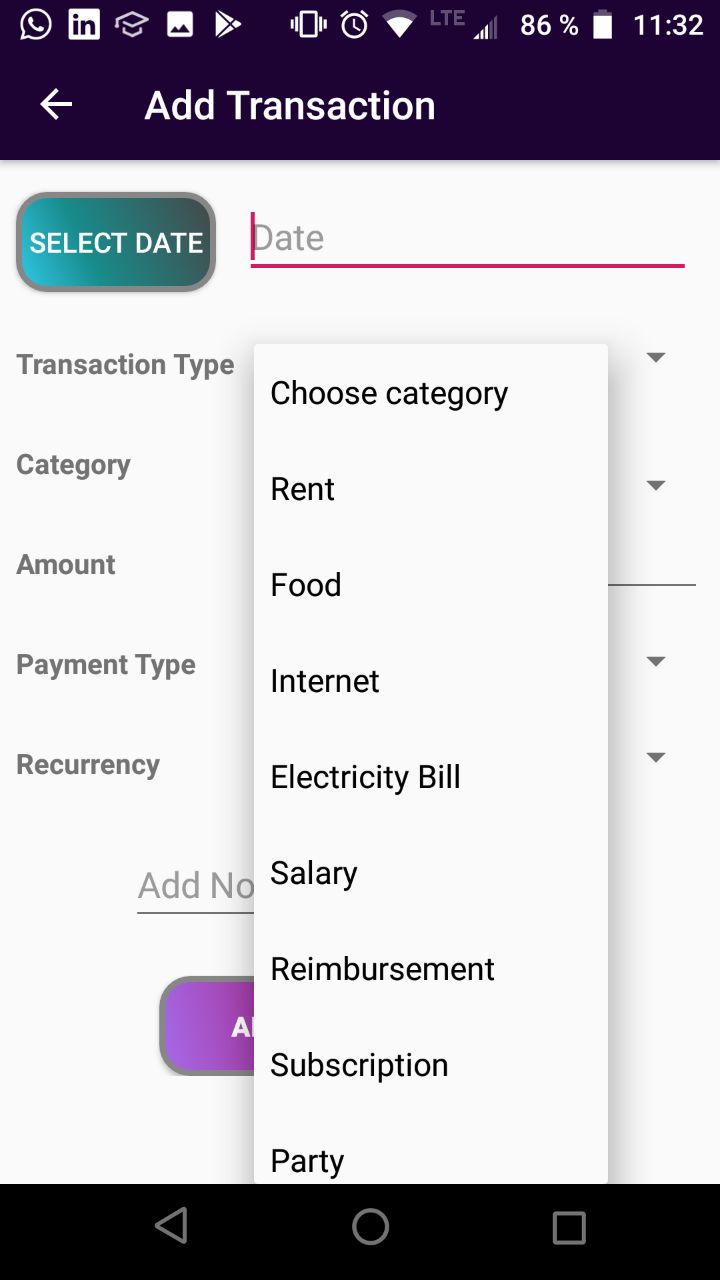 LTE 86 % 11:32
Add Transaction
SELECT DATE
Date
Transaction Type
Choose category
Category
Rent
Amount
Food
Payment Type
Internet
Recurrency
Electricity Bill
Add No
Salary
Reimbursement
A
Subscription
Party